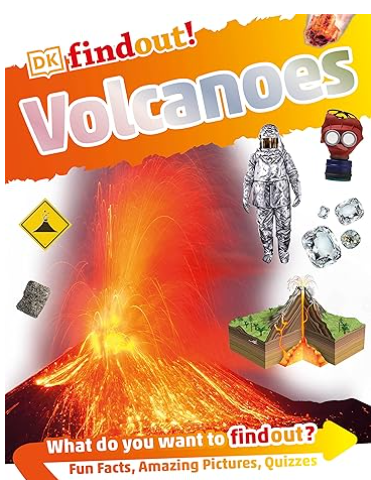 DK findout!
Volcanoes
What do you want to findout?
Fun Facts, Amazing Pictures, Quizzes